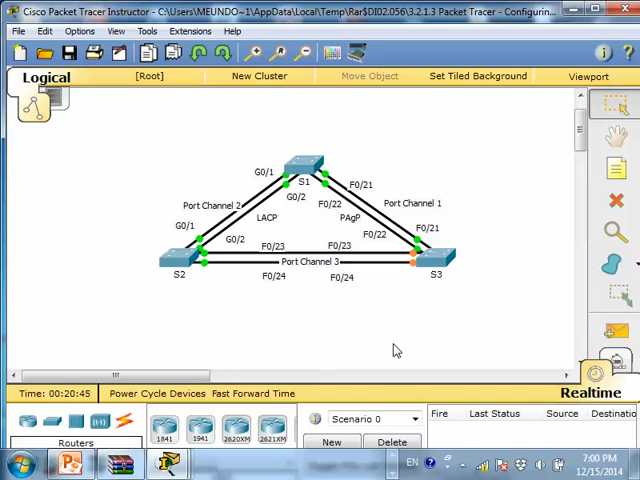 Cisco Packet Tracer Instructor - C:\Users\MEUNDO~1\AppData\Local\Temp\Rar$DI02.056\3.2.1.3 Packet Tracer - Configurin...
File Edit Options View Tools Extensions Help
Logical [Root] New Cluster Move Object Set Tiled Background Viewport
S1
G0/1
G0/2
F0/21
F0/22
Port Channel 2
Port Channel 1
LACP
PAgP
G0/1
G0/2
F0/22
F0/21
F0/23
F0/23
Port Channel 3
S2
S3
F0/24
F0/24
Time: 00:20:45 Power Cycle Devices Fast Forward Time Realtime
Scenario 0
Fire Last Status Source Destinatio
1841 1941 2620XM 2621XM
Routers
New Delete
EN
7:00 PM
12/15/2014